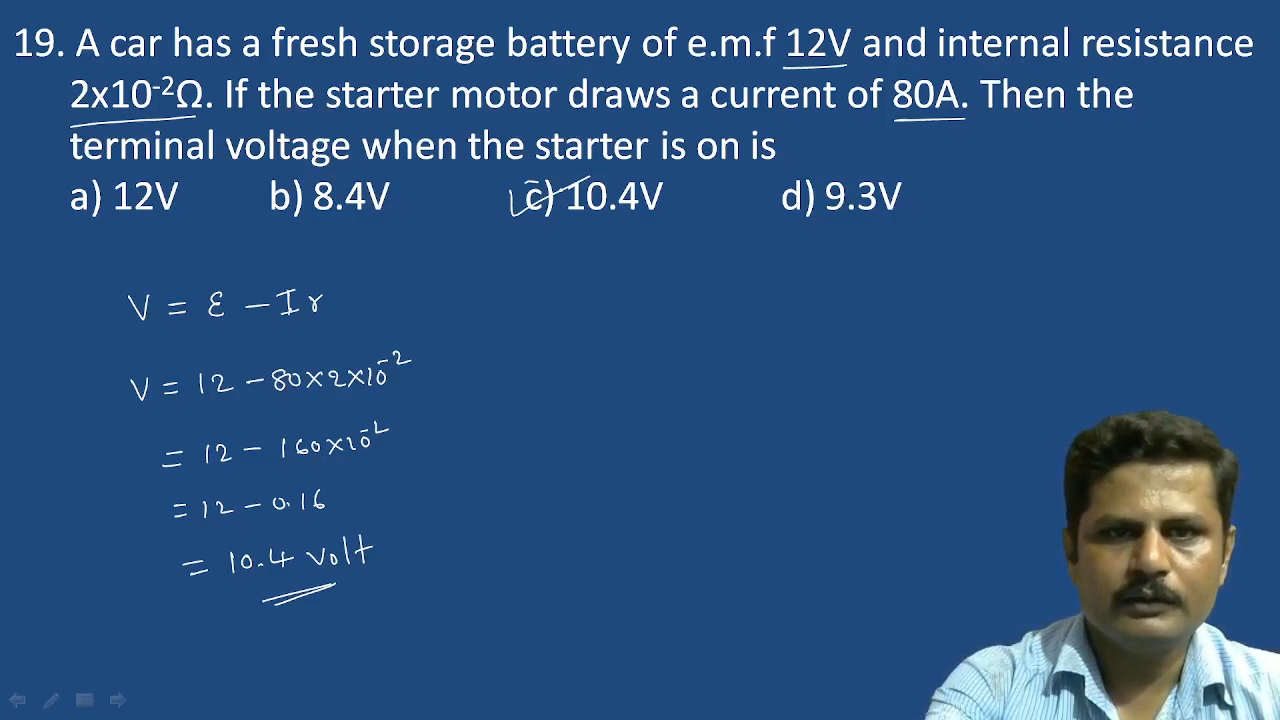 19. A car has a fresh storage battery of e.m.f 12V and internal resistance
2x10⁻²Ω. If the starter motor draws a current of 80A. Then the
terminal voltage when the starter is on is
a) 12V b) 8.4V c) 10.4V d) 9.3V
V = ε − Ir
V = 12 − 80×2×10⁻²
= 12 − 160×10⁻²
= 12 − 0.16
= 10.4 volt